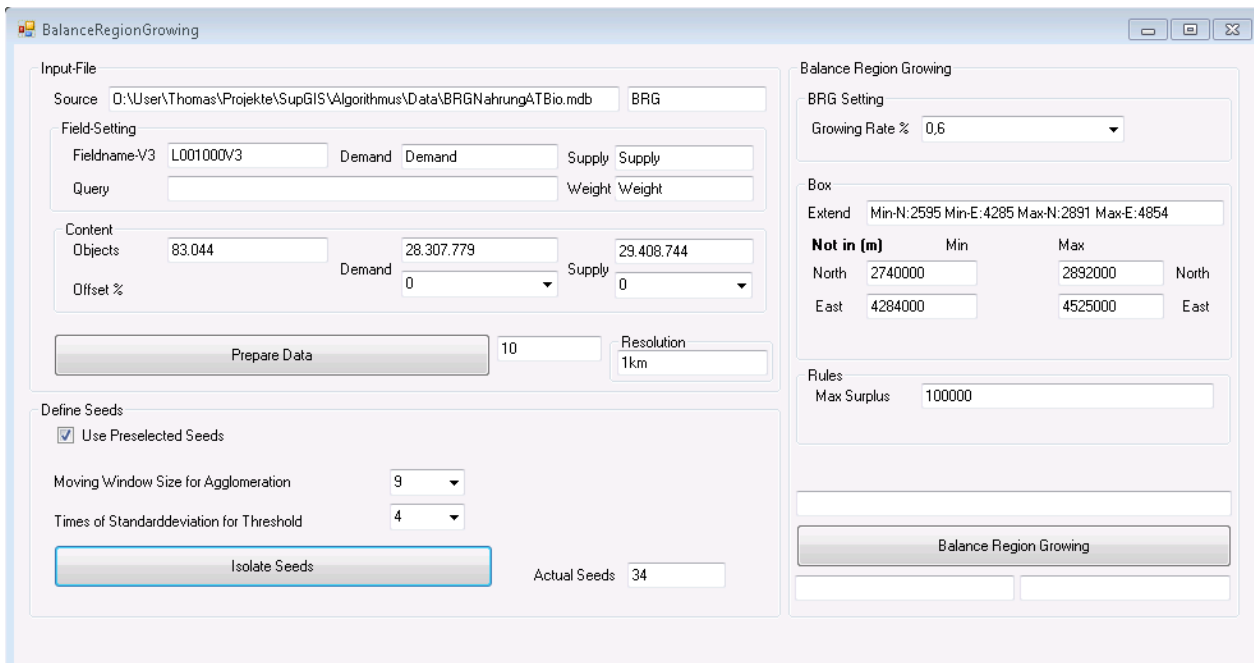 BalanceRegionGrowing
Input-File
Source O:\User\Thomas\Projekte\SupGIS\Algorithmus\Data\BRGNahrungATBio.mdb BRG
Field-Setting
Fieldname-V3 L001000V3 Demand Demand Supply Supply
Query Weight Weight
Content
Objects 83.044 Demand 28.307.779 Supply 29.408.744
Offset % 0 0
Prepare Data 10 Resolution 1km
Define Seeds
Use Preselected Seeds
Moving Window Size for Agglomeration 9
Times of Standarddeviation for Threshold 4
Isolate Seeds
Actual Seeds 34
Balance Region Growing
BRG Setting
Growing Rate % 0,6
Box
Extend Min-N:2595 Min-E:4285 Max-N:2891 Max-E:4854
Not in (m) Min Max
North 2740000 2892000 North
East 4284000 4525000 East
Rules
Max Surplus 100000
Balance Region Growing